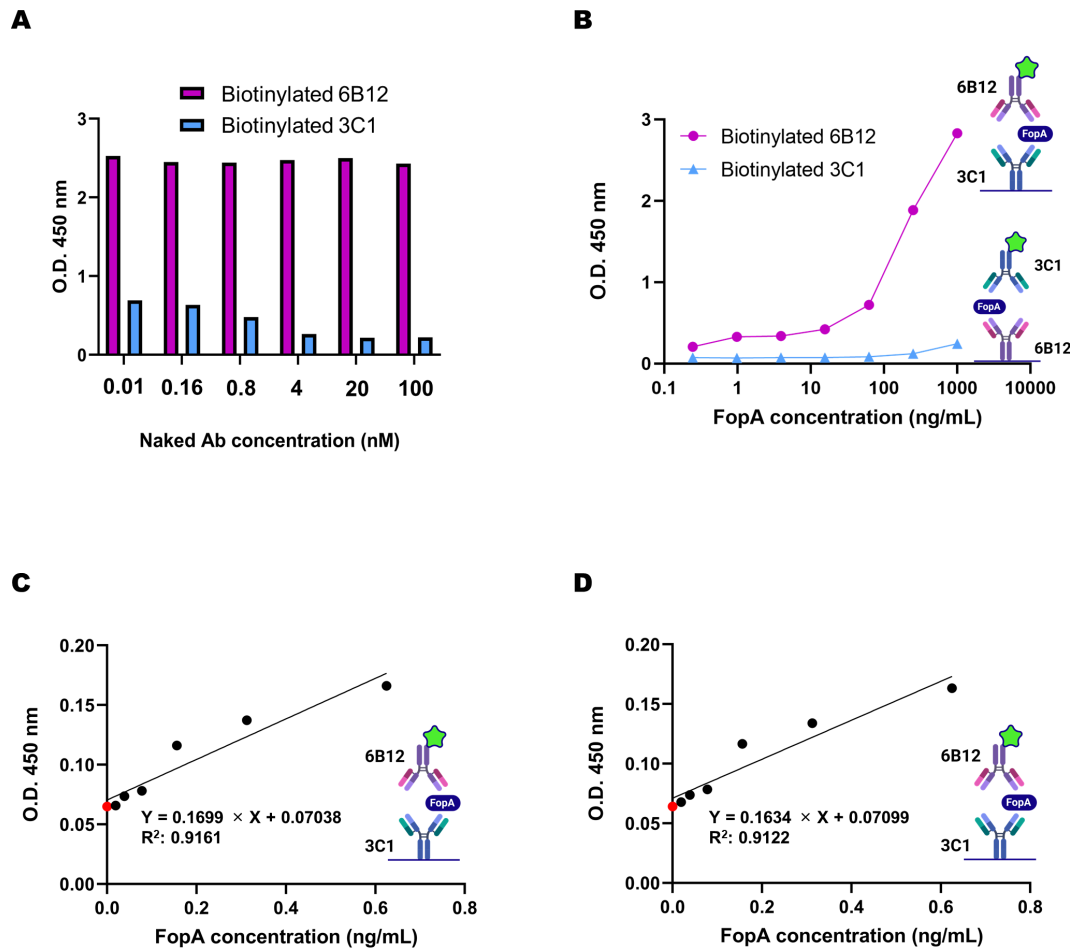 A
Biotinylated 6B12
Biotinylated 3C1
3
2
1
0
O.D. 450 nm
0.01 0.16 0.8 4 20 100
Naked Ab concentration (nM)
B
Biotinylated 6B12
Biotinylated 3C1
3
2
1
0
O.D. 450 nm
0.1 1 10 100 1000 10000
FopA concentration (ng/mL)
6B12
FopA
3C1
3C1
FopA
6B12
C
0.20
0.15
0.10
0.05
0.00
O.D. 450 nm
Y = 0.1699 × X + 0.07038
R²: 0.9161
6B12
FopA
3C1
0.0 0.2 0.4 0.6 0.8
FopA concentration (ng/mL)
D
0.20
0.15
0.10
0.05
0.00
O.D. 450 nm
Y = 0.1634 × X + 0.07099
R²: 0.9122
6B12
FopA
3C1
0.0 0.2 0.4 0.6 0.8
FopA concentration (ng/mL)